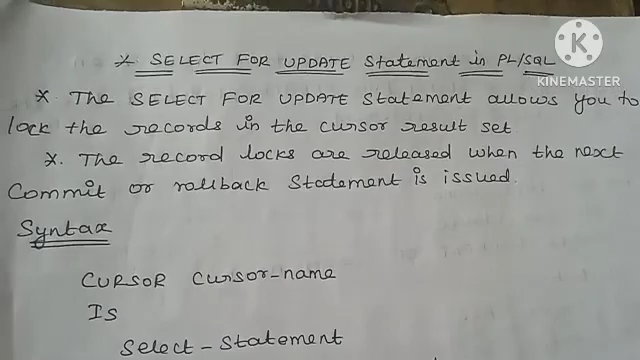 * SELECT FOR UPDATE Statement in PL/SQL
KINEMASTER
* The SELECT FOR UPDATE Statement allows you to
lock the records in the cursor result set
*. The record locks are released when the next
Commit or rollback Statement is issued.
Syntax
CURSOR Cursor-name
IS
Select-Statement